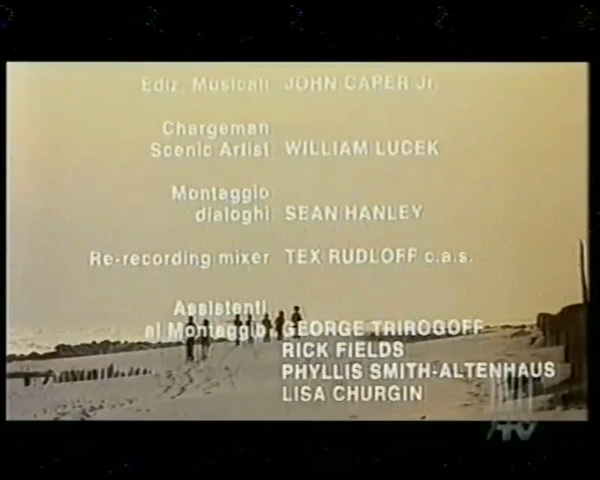 Ediz. Musicali JOHN CAPER Jr.
Chargeman
Scenic Artist WILLIAM LUCEK
Montaggio
dialoghi SEAN HANLEY
Re-recording mixer TEX RUDLOFF c.a.s.
Assistenti
al Montaggio GEORGE TRIROGOFF
RICK FIELDS
PHYLLIS SMITH-ALTENHAUS
LISA CHURGIN
TV